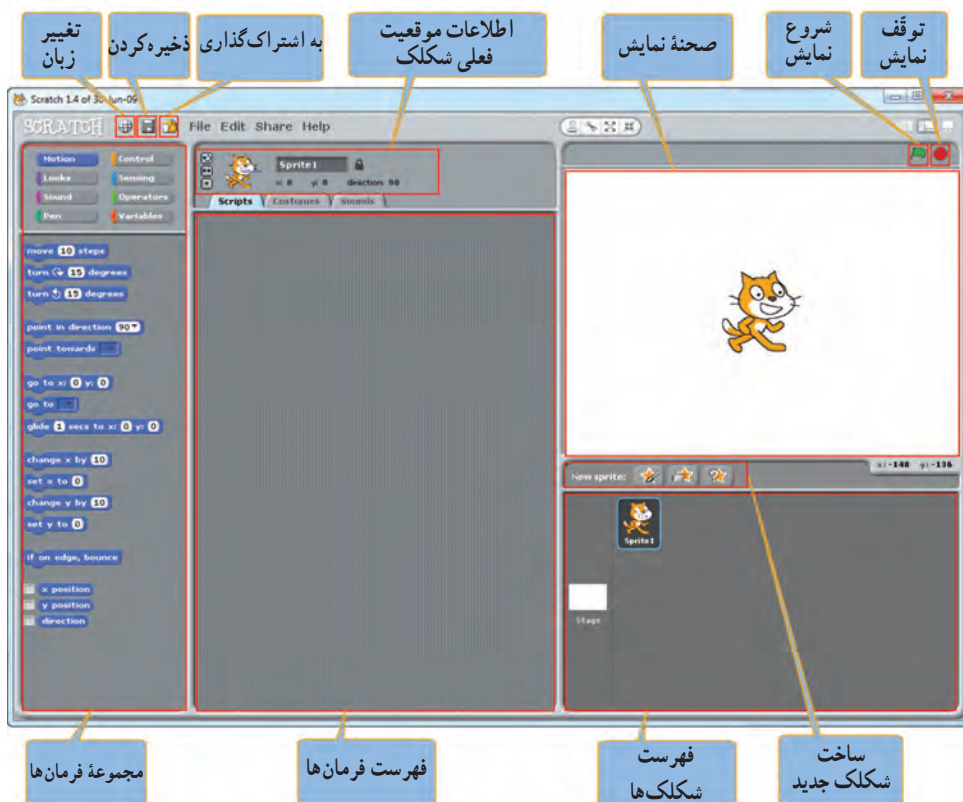 تغییر
زبان
ذخیره‌کردن
به اشتراک‌گذاری
اطلاعات موقعیت
فعلی شکلک
صحنهٔ نمایش
شروع
نمایش
توقّف
نمایش
Scratch 1.4 of 30-Jun-09
SCRATCH
File Edit Share Help
Motion Control
Looks Sensing
Sound Operators
Pen Variables
Sprite1
x: 0 y: 0 direction: 90
Scripts Costumes Sounds
move 10 steps
turn 15 degrees
turn 15 degrees
point in direction 90
point towards
go to x: 0 y: 0
go to
glide 1 secs to x: 0 y: 0
change x by 10
set x to 0
change y by 10
set y to 0
if on edge, bounce
x position
y position
direction
x: -148 y: -136
New sprite:
Sprite1
Stage
مجموعهٔ فرمان‌ها
فهرست فرمان‌ها
فهرست
شکلک‌ها
ساخت
شکلک جدید